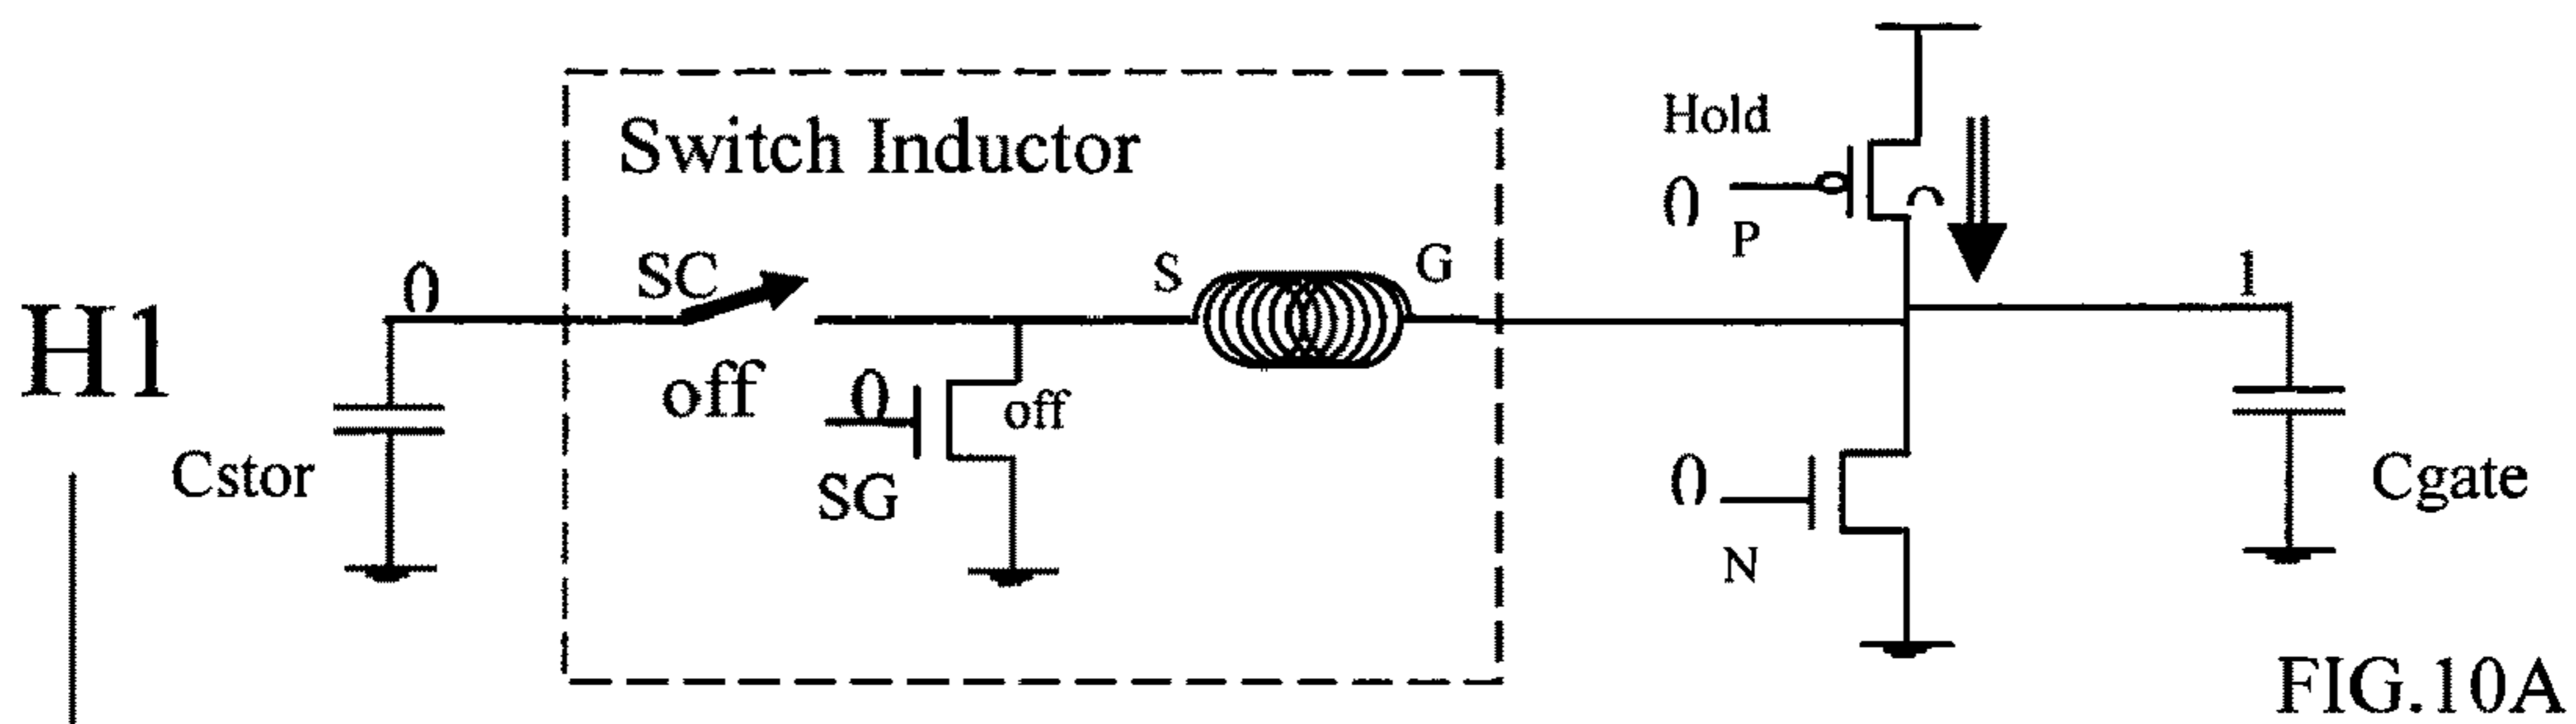 Switch Inductor
Hold
0
P
0
SC
S
G
1
H1
off
0
off
Cstor
SG
0
N
Cgate
FIG.10A